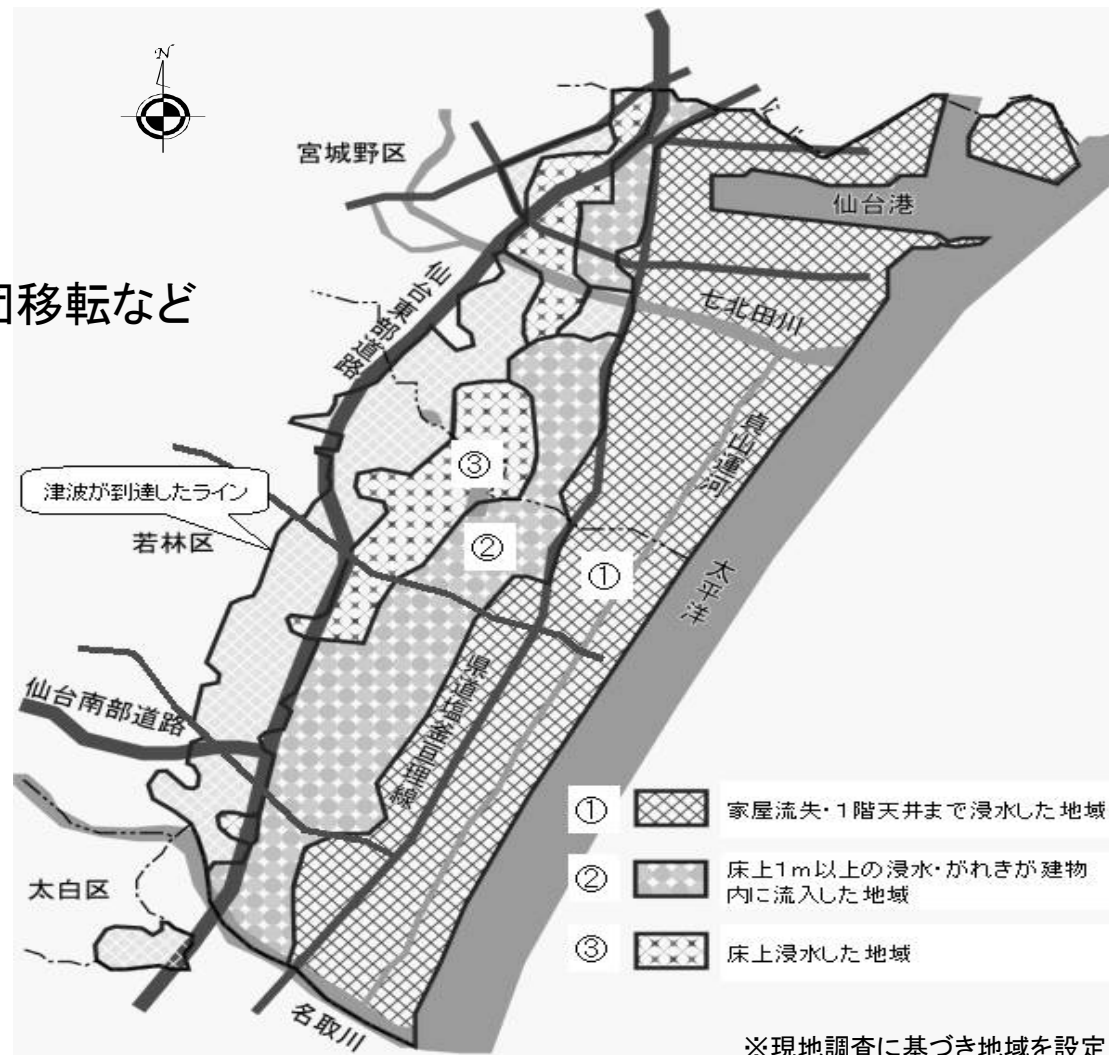 N
宮城野区
仙台港
団移転など
仙台東部道路
七北田川
貞山運河
③
津波が到達したライン
若林区
②
①
太平洋
県道塩釜亘理線
仙台南部道路
① 家屋流失・1階天井まで浸水した地域
② 床上1m以上の浸水・がれきが建物
内に流入した地域
太白区
③ 床上浸水した地域
名取川
※現地調査に基づき地域を設定